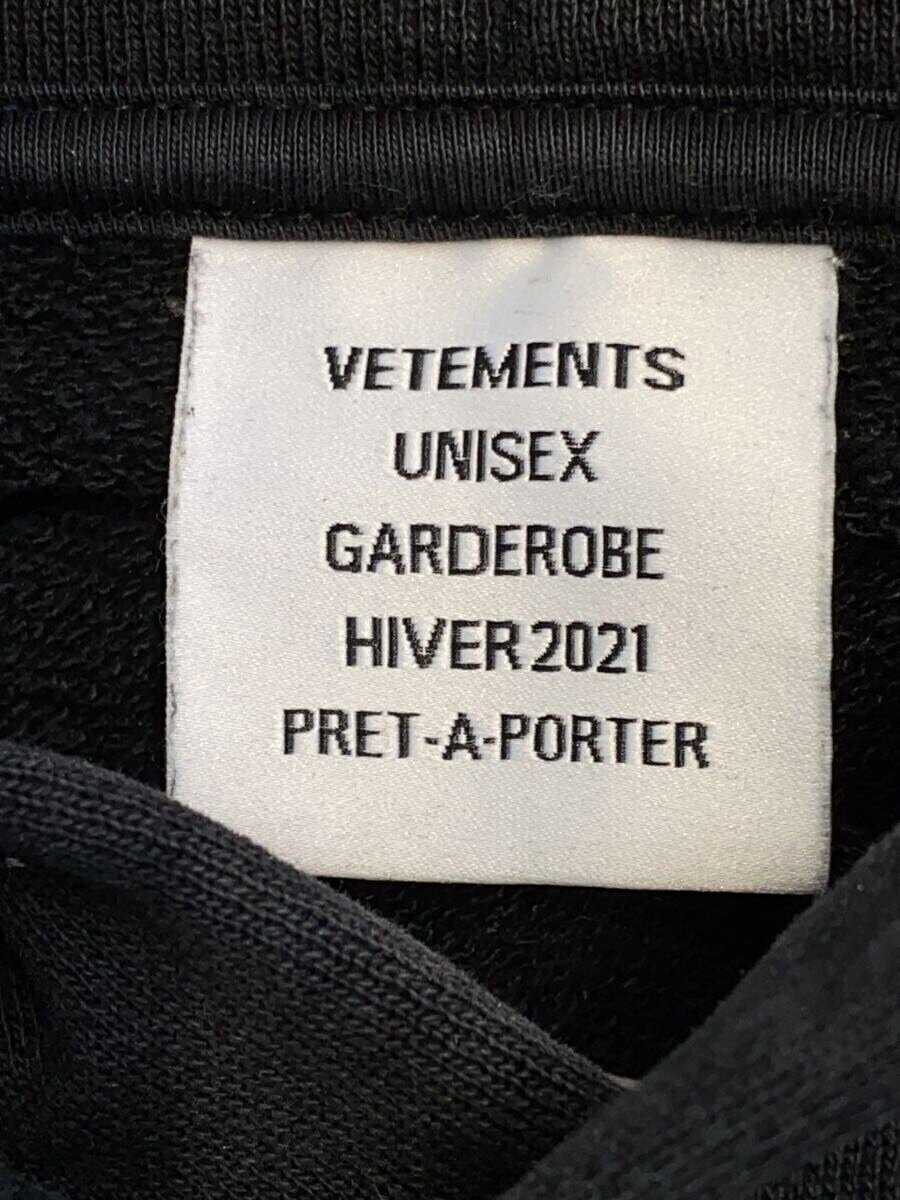 VETEMENTS
UNISEX
GARDEROBE
HIVER 2021
PRET-A-PORTER